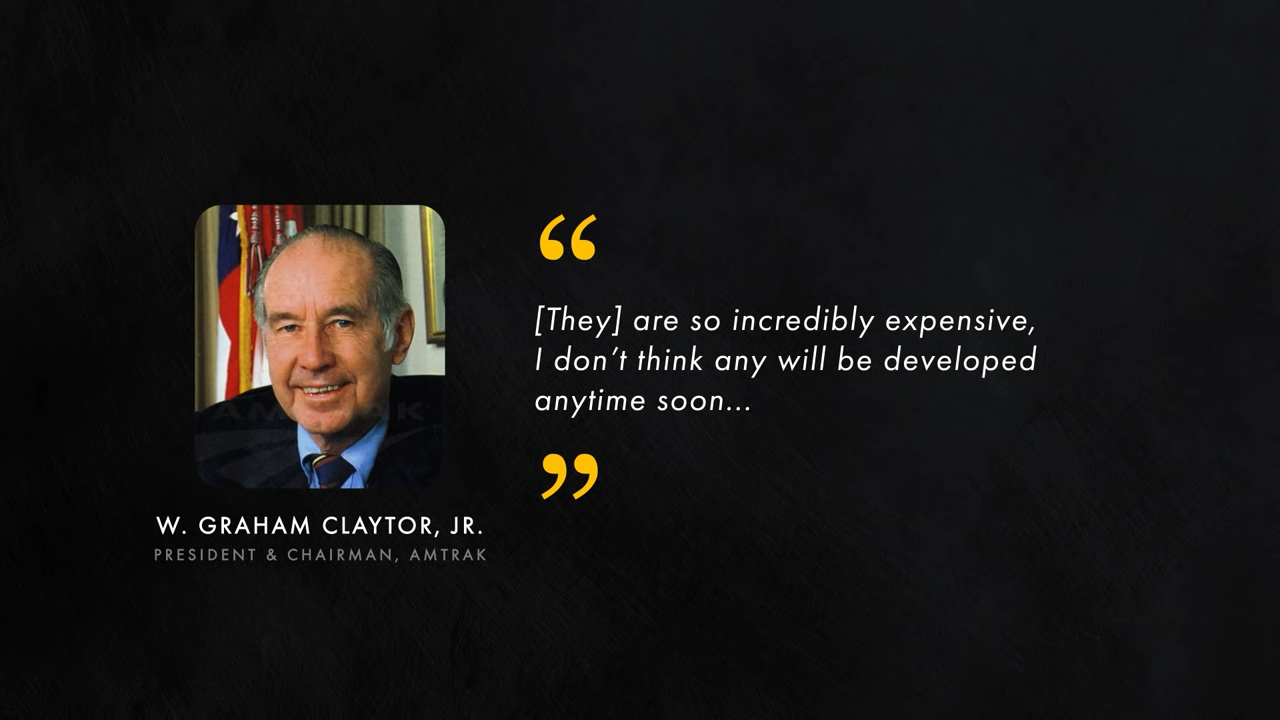 “
[They] are so incredibly expensive,
I don’t think any will be developed
anytime soon...
”
AMTRAK
W. GRAHAM CLAYTOR, JR.
PRESIDENT & CHAIRMAN, AMTRAK